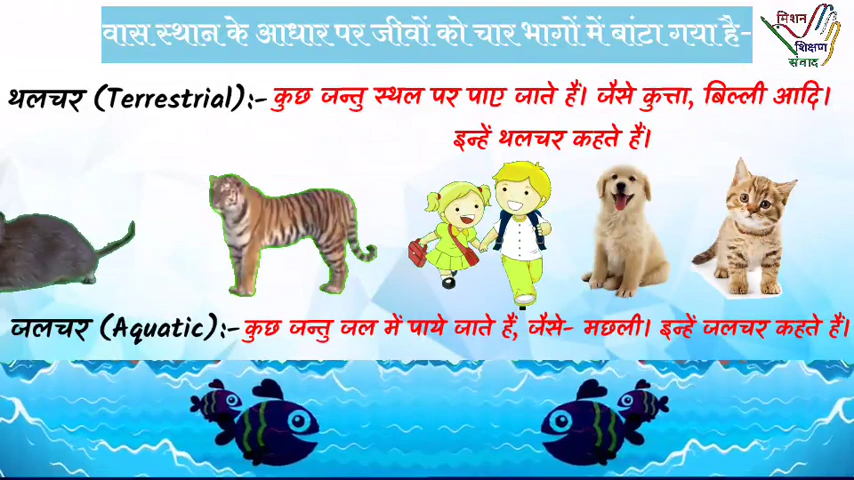 वास स्थान के आधार पर जीवों को चार भागों में बांटा गया है-
मिशन
शिक्षण
संवाद
थलचर (Terrestrial):- कुछ जन्तु स्थल पर पाए जाते हैं। जैसे कुत्ता, बिल्ली आदि।
इन्हें थलचर कहते हैं।
जलचर (Aquatic):- कुछ जन्तु जल में पाये जाते हैं, जैसे- मछली। इन्हें जलचर कहते हैं।